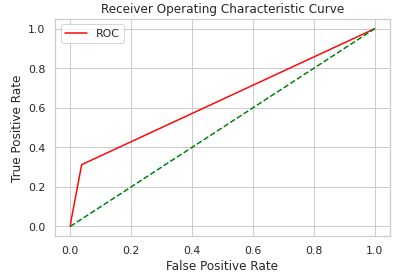 Receiver Operating Characteristic Curve
ROC
True Positive Rate
1.0
0.8
0.6
0.4
0.2
0.0
0.0 0.2 0.4 0.6 0.8 1.0
False Positive Rate